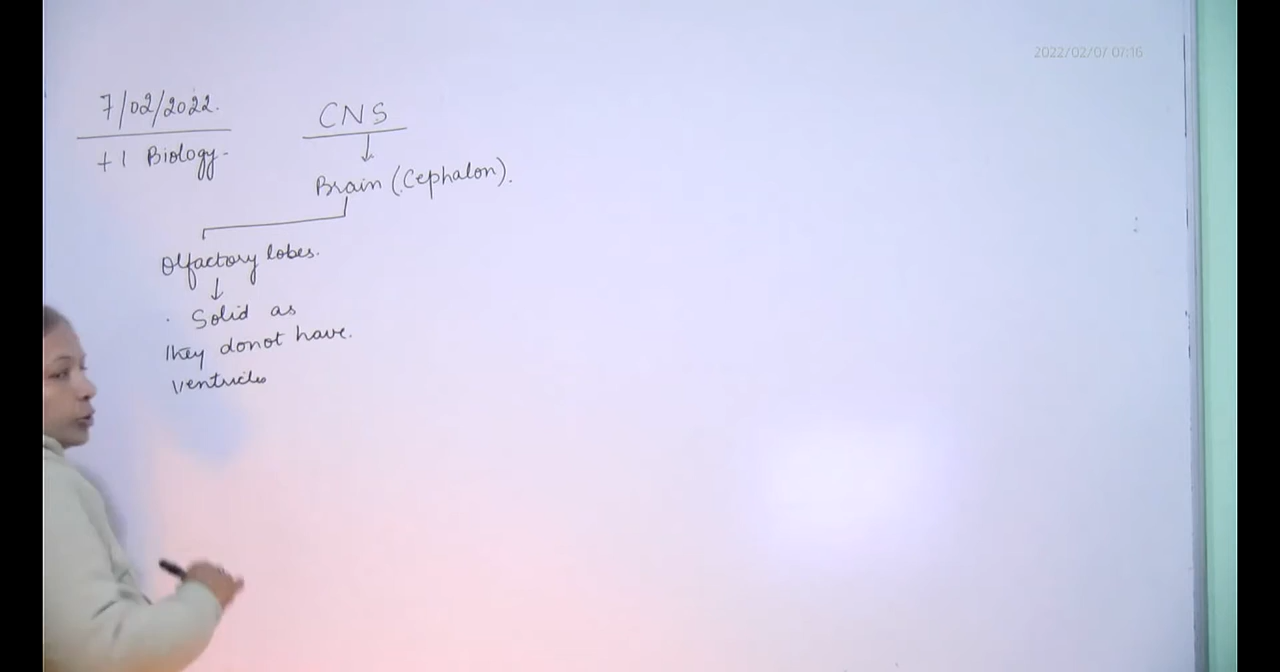 2022/02/07 07:16
7/02/2022.
+1 Biology-
CNS
Brain (Cephalon).
Olfactory lobes.
Solid as
they donot have.
ventricles